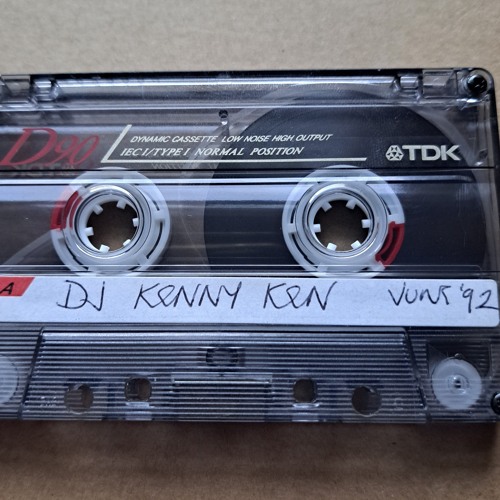 D90
DYNAMIC CASSETTE LOW NOISE HIGH OUTPUT
IEC I/TYPE I NORMAL POSITION
TDK
A DJ KENNY KEN JUNE '92